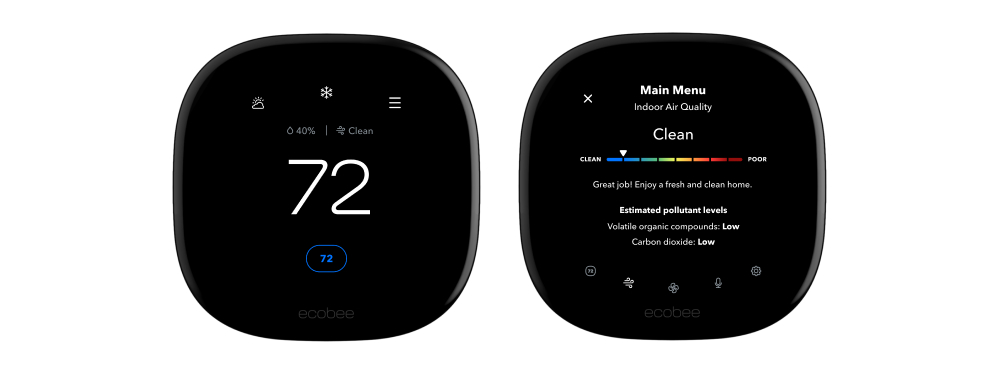 40% | Clean
72
72
ecobee
Main Menu
Indoor Air Quality
Clean
CLEAN POOR
Great job! Enjoy a fresh and clean home.
Estimated pollutant levels
Volatile organic compounds: Low
Carbon dioxide: Low
72
ecobee